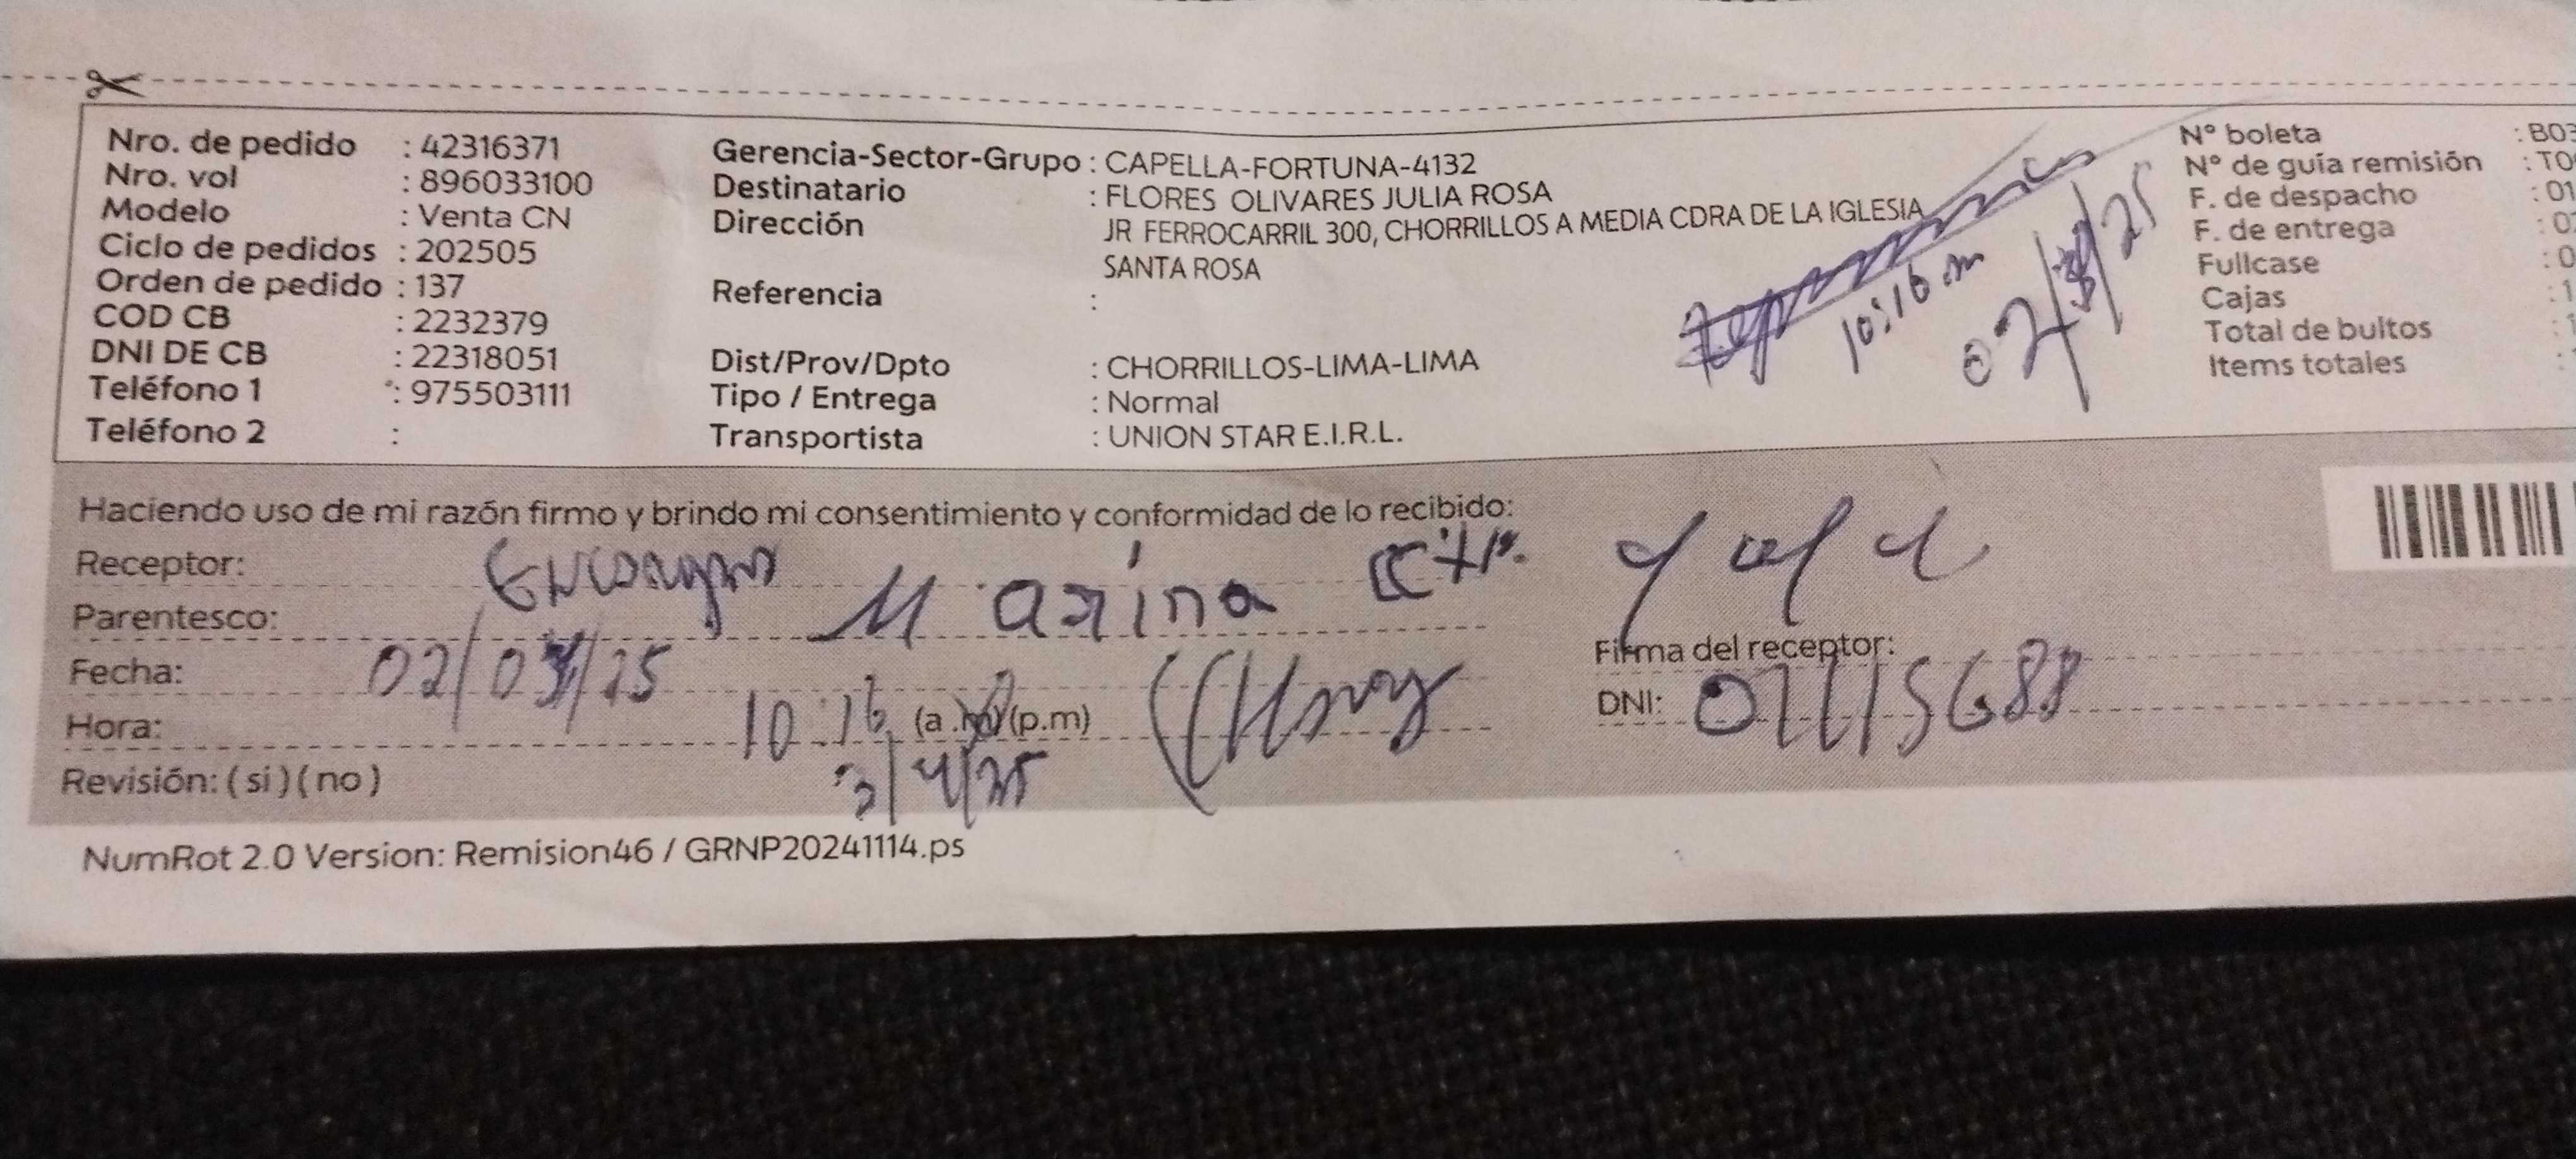 Nro. de pedido : 42316371
Nro. vol : 896033100
Modelo : Venta CN
Ciclo de pedidos : 202505
Orden de pedido : 137
COD CB : 2232379
DNI DE CB : 22318051
Teléfono 1 : 975503111
Teléfono 2 :
Gerencia-Sector-Grupo : CAPELLA-FORTUNA-4132
Destinatario : FLORES OLIVARES JULIA ROSA
Dirección JR FERROCARRIL 300, CHORRILLOS A MEDIA CDRA DE LA IGLESIA
SANTA ROSA
Referencia :
Dist/Prov/Dpto : CHORRILLOS-LIMA-LIMA
Tipo / Entrega : Normal
Transportista : UNION STAR E.I.R.L.
10:16 m
N° boleta : B03
N° de guía remisión : T0
F. de despacho : 01
F. de entrega : 0
Fullcase : 0
Cajas : 1
Total de bultos
Items totales
Haciendo uso de mi razón firmo y brindo mi consentimiento y conformidad de lo recibido:
Receptor:
Parentesco: Marina
Fecha:
Hora: 10:16 (a.m) (p.m)
Revisión: ( si ) ( no )
Firma del receptor:
DNI:
NumRot 2.0 Version: Remision46 / GRNP20241114.ps